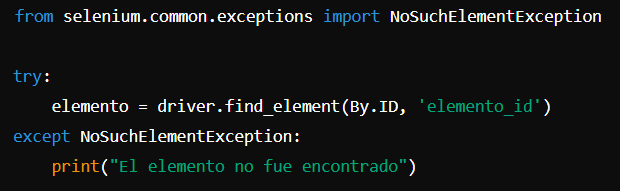 from selenium.common.exceptions import NoSuchElementException
try:
    elemento = driver.find_element(By.ID, 'elemento_id')
except NoSuchElementException:
    print("El elemento no fue encontrado")